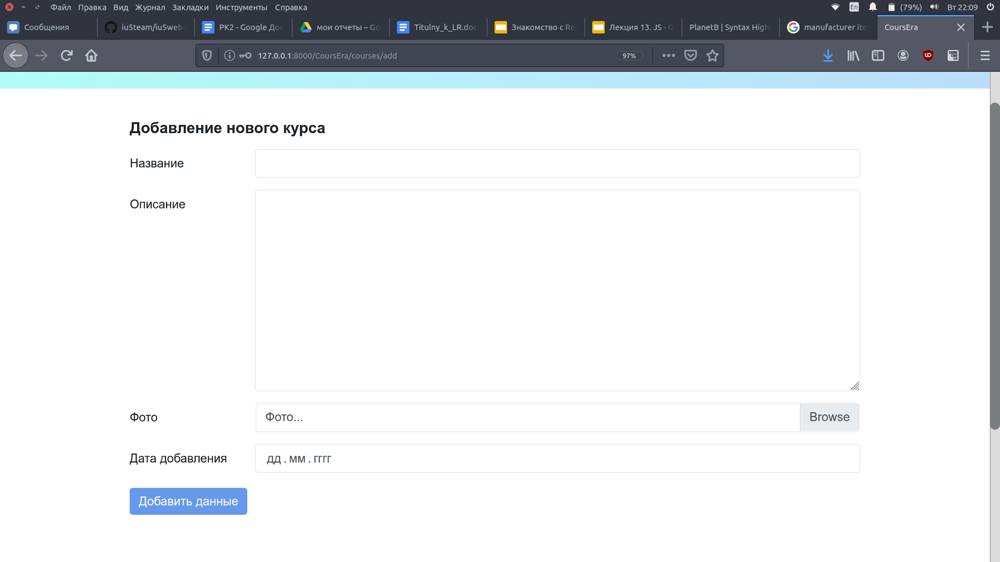 Файл Правка Вид Журнал Закладки Инструменты Справка En (79%) Вт 22:09
Сообщения iu5team/iu5web- PK2 - Google Док мои отчеты – Go Titulny_k_LR.doc Знакомство с Re Лекция 13. JS - G PlanetB | Syntax Highl manufacturer ite CoursEra
127.0.0.1:8000/CoursEra/courses/add 97%
Добавление нового курса
Название
Описание
Фото Фото... Browse
Дата добавления дд . мм . гггг
Добавить данные